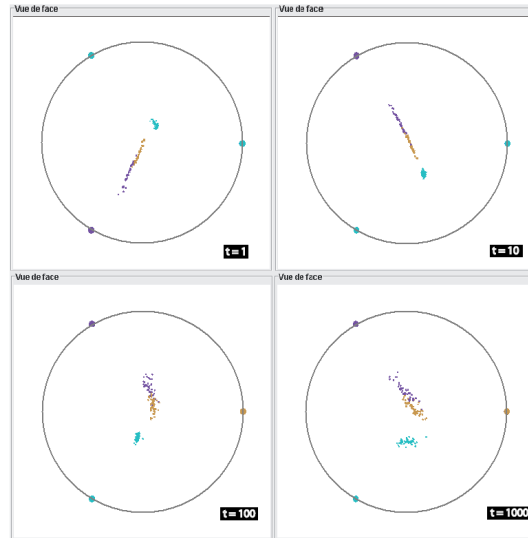 Vue de face
Vue de face
t = 1
t = 10
Vue de face
Vue de face
t = 100
t = 1000